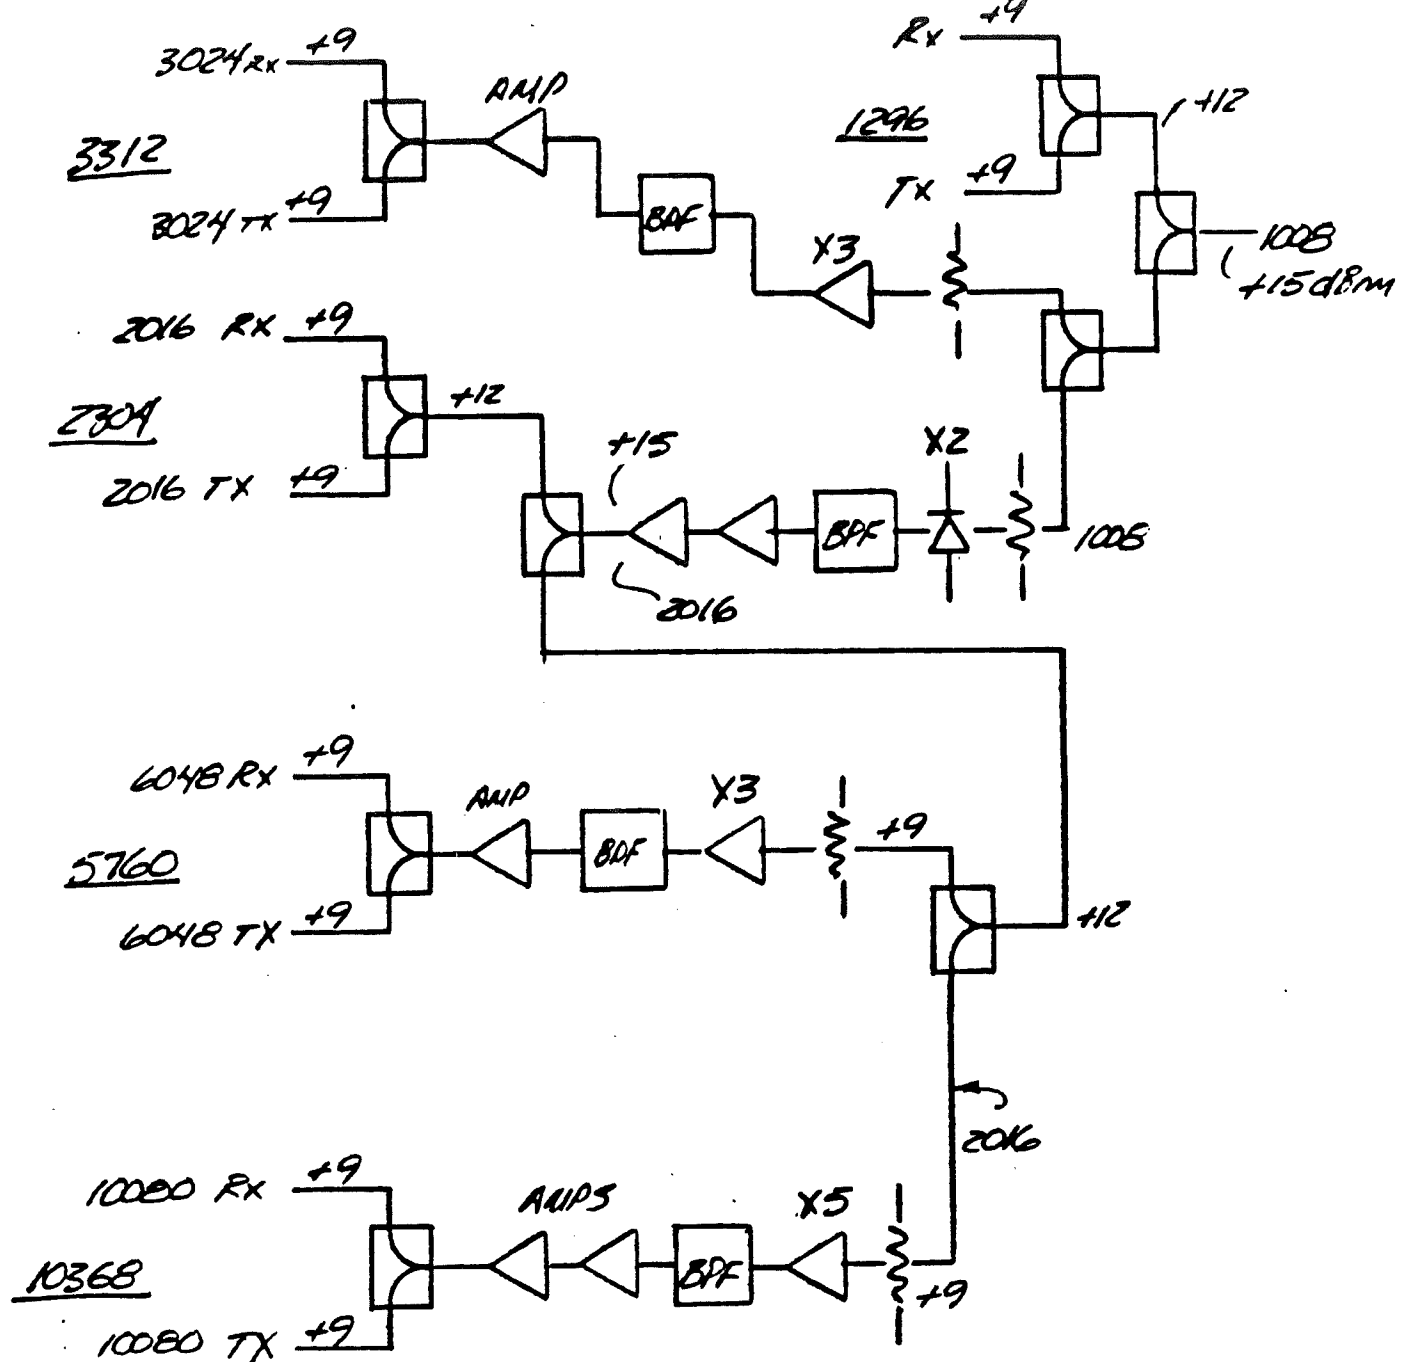 +9
Rx
+9
3024 Rx
AMP
+12
1296
3312
+9
Tx
+9
3024 TX
BPF
X3
1008
+15 dBm
+9
2016 RX
+12
2304
+15
X2
+9
2016 TX
BPF
1008
2016
+9
6048 Rx
AMP
X3
+9
BPF
5760
+9
6048 TX
+12
2016
+9
10080 Rx
AMPS
X5
10368
BPF
+9
+9
10080 TX